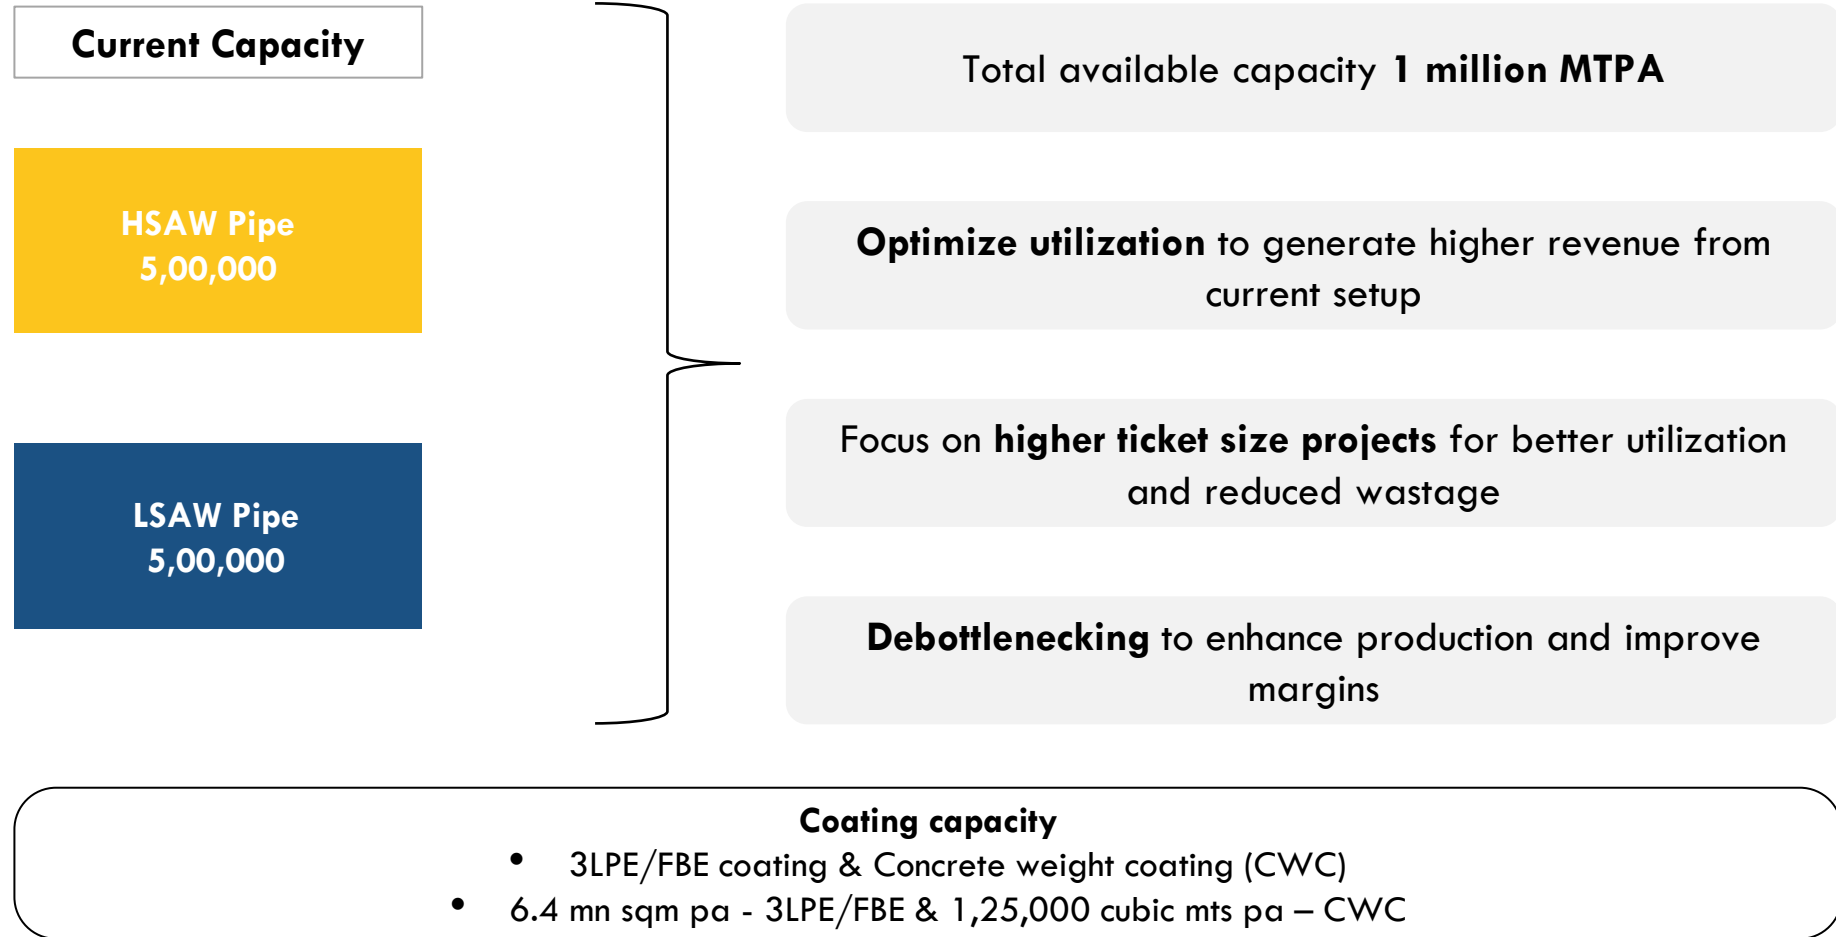 Current Capacity
HSAW Pipe
5,00,000
LSAW Pipe
5,00,000
Total available capacity 1 million MTPA
Optimize utilization to generate higher revenue from
current setup
Focus on higher ticket size projects for better utilization
and reduced wastage
Debottlenecking to enhance production and improve
margins
Coating capacity
• 3LPE/FBE coating & Concrete weight coating (CWC)
• 6.4 mn sqm pa - 3LPE/FBE & 1,25,000 cubic mts pa – CWC